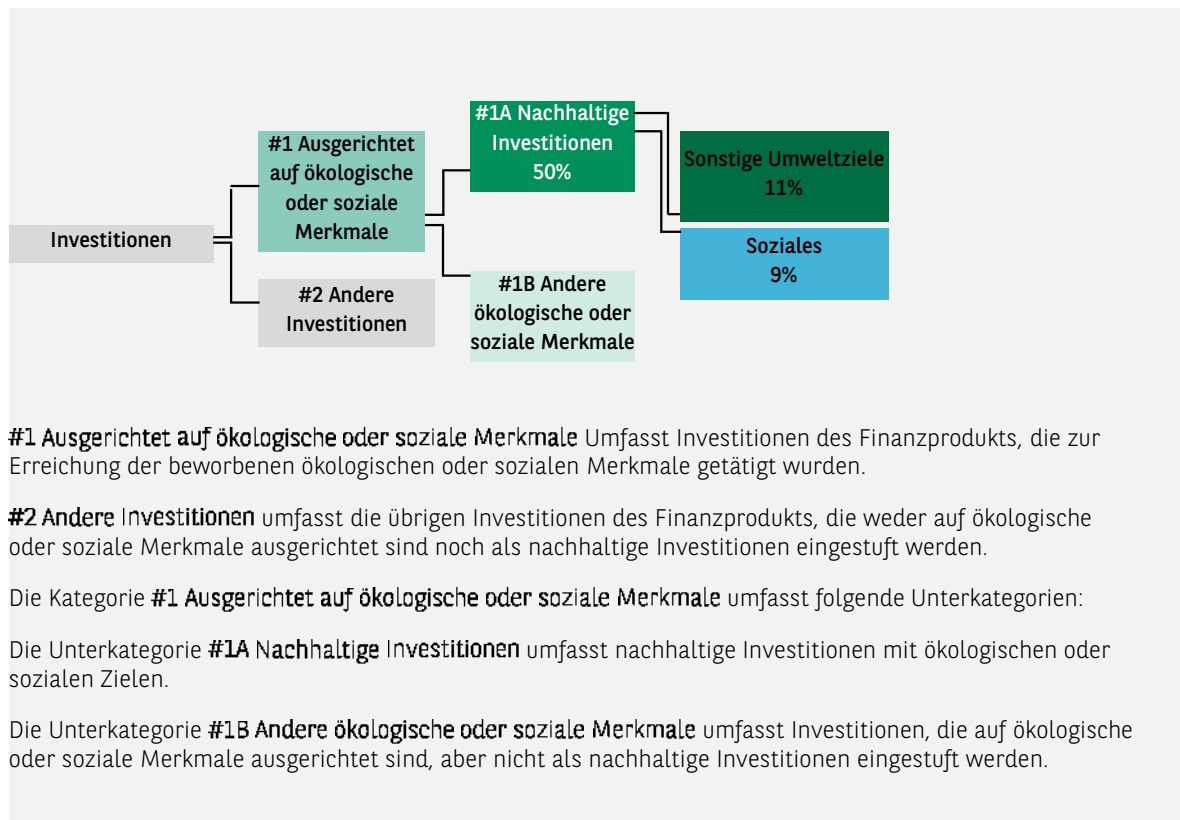 #1A Nachhaltige
Investitionen
50%
#1 Ausgerichtet
auf ökologische
oder soziale
Merkmale
Sonstige Umweltziele
11%
Investitionen
Soziales
9%
#2 Andere
Investitionen
#1B Andere
ökologische oder
soziale Merkmale
#1 Ausgerichtet auf ökologische oder soziale Merkmale Umfasst Investitionen des Finanzprodukts, die zur
Erreichung der beworbenen ökologischen oder sozialen Merkmale getätigt wurden.
#2 Andere Investitionen umfasst die übrigen Investitionen des Finanzprodukts, die weder auf ökologische
oder soziale Merkmale ausgerichtet sind noch als nachhaltige Investitionen eingestuft werden.
Die Kategorie #1 Ausgerichtet auf ökologische oder soziale Merkmale umfasst folgende Unterkategorien:
Die Unterkategorie #1A Nachhaltige Investitionen umfasst nachhaltige Investitionen mit ökologischen oder
sozialen Zielen.
Die Unterkategorie #1B Andere ökologische oder soziale Merkmale umfasst Investitionen, die auf ökologische
oder soziale Merkmale ausgerichtet sind, aber nicht als nachhaltige Investitionen eingestuft werden.